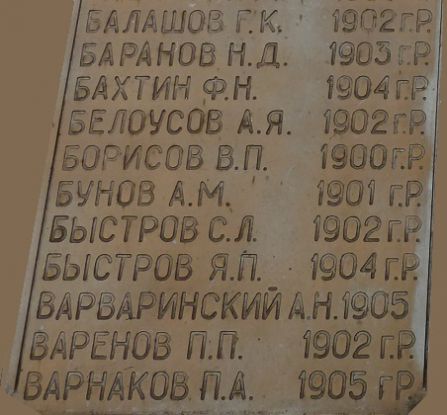 БАЛАШОВ Г.К. 1902 г.р.
БАРАНОВ Н.Д. 1903 г.р.
БАХТИН Ф.Н. 1904 г.р.
БЕЛОУСОВ А.Я. 1902 г.р.
БОРИСОВ В.П. 1900 г.р.
БУНОВ А.М. 1901 г.р.
БЫСТРОВ С.Л. 1902 г.р.
БЫСТРОВ Я.П. 1904 г.р.
ВАРВАРИНСКИЙ А.Н. 1905
ВАРЕНОВ П.П. 1902 г.р.
ВАРНАКОВ П.А. 1905 г.р.